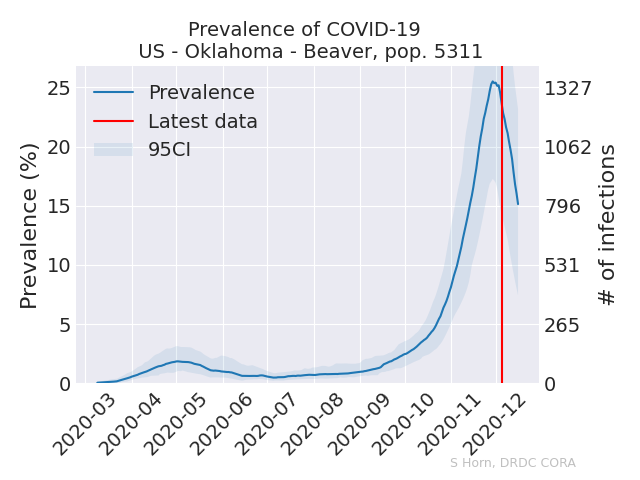 Prevalence of COVID-19
US - Oklahoma - Beaver, pop. 5311
Prevalence
Latest data
95CI
Prevalence (%)
25
20
15
10
5
0
1327
1062
796
531
265
0
# of infections
2020-03
2020-04
2020-05
2020-06
2020-07
2020-08
2020-09
2020-10
2020-11
2020-12
S Horn, DRDC CORA